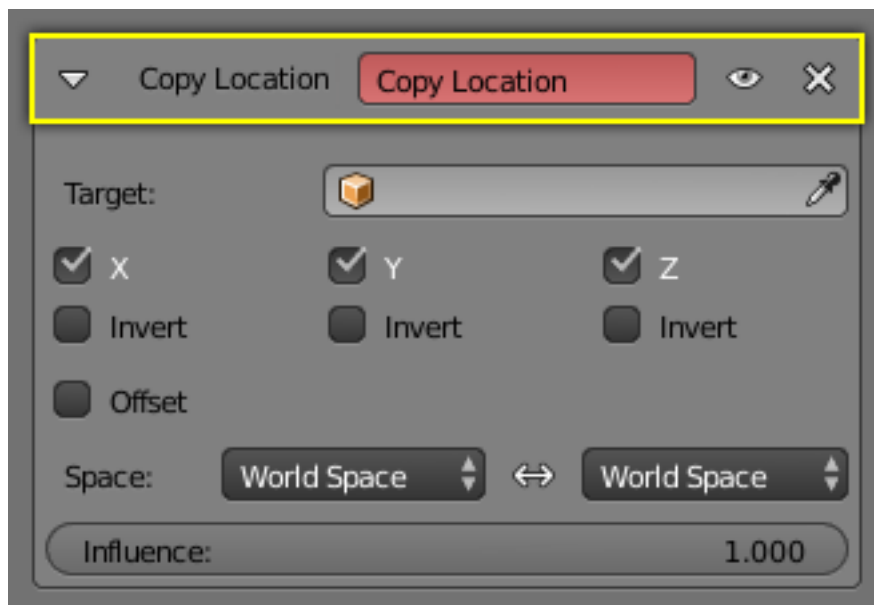 Copy Location Copy Location
Target:
X Y Z
Invert Invert Invert
Offset
Space: World Space World Space
Influence: 1.000